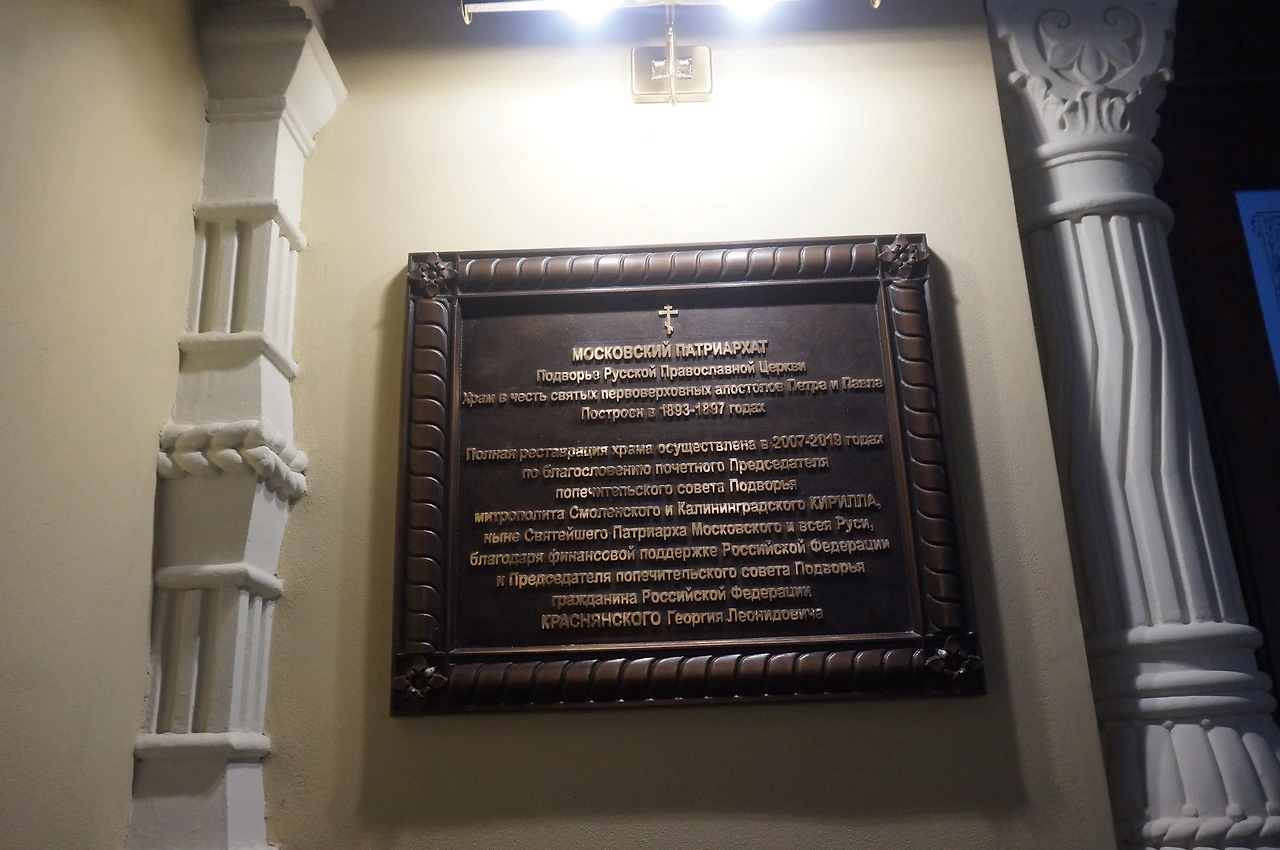 МОСКОВСКИЙ ПАТРИАРХАТ
Подворье Русской Православной Церкви
Храм в честь святых первоверховных апостолов Петра и Павла
Построен в 1893-1897 годах
Полная реставрация храма осуществлена в 2007-2019 годах
по благословению почетного Председателя
попечительского совета Подворья
митрополита Смоленского и Калининградского КИРИЛЛА,
ныне Святейшего Патриарха Московского и всея Руси,
благодаря финансовой поддержке Российской Федерации
и Председателя попечительского совета Подворья
гражданина Российской Федерации
КРАСНЯНСКОГО Георгия Леонидовича